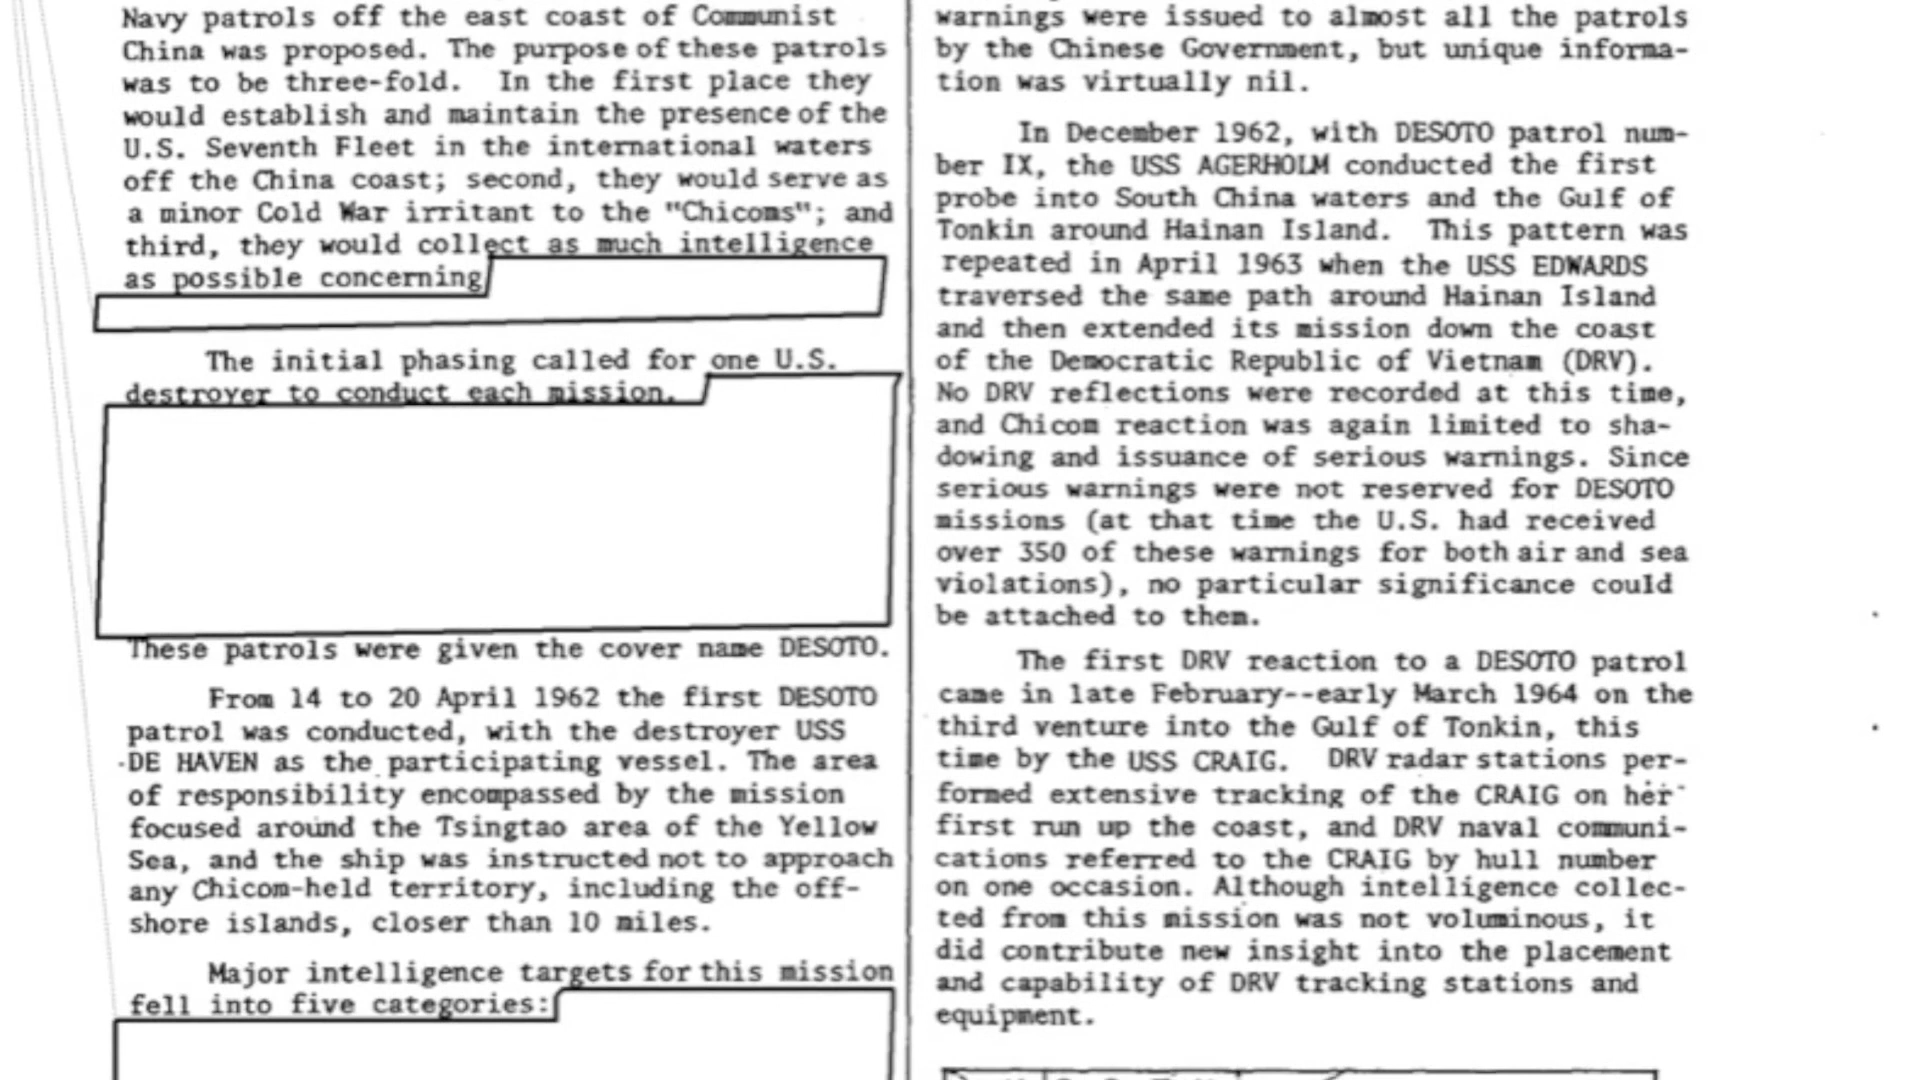 Navy patrols off the east coast of Communist
China was proposed. The purpose of these patrols
was to be three-fold. In the first place they
would establish and maintain the presence of the
U.S. Seventh Fleet in the international waters
off the China coast; second, they would serve as
a minor Cold War irritant to the "Chicoms"; and
third, they would collect as much intelligence
as possible concerning
The initial phasing called for one U.S.
destroyer to conduct each mission.
These patrols were given the cover name DESOTO.
From 14 to 20 April 1962 the first DESOTO
patrol was conducted, with the destroyer USS
DE HAVEN as the participating vessel. The area
of responsibility encompassed by the mission
focused around the Tsingtao area of the Yellow
Sea, and the ship was instructed not to approach
any Chicom-held territory, including the off-
shore islands, closer than 10 miles.
Major intelligence targets for this mission
fell into five categories:
warnings were issued to almost all the patrols
by the Chinese Government, but unique informa-
tion was virtually nil.
In December 1962, with DESOTO patrol num-
ber IX, the USS AGERHOLM conducted the first
probe into South China waters and the Gulf of
Tonkin around Hainan Island. This pattern was
repeated in April 1963 when the USS EDWARDS
traversed the same path around Hainan Island
and then extended its mission down the coast
of the Democratic Republic of Vietnam (DRV).
No DRV reflections were recorded at this time,
and Chicom reaction was again limited to sha-
dowing and issuance of serious warnings. Since
serious warnings were not reserved for DESOTO
missions (at that time the U.S. had received
over 350 of these warnings for both air and sea
violations), no particular significance could
be attached to them.
The first DRV reaction to a DESOTO patrol
came in late February--early March 1964 on the
third venture into the Gulf of Tonkin, this
time by the USS CRAIG. DRV radar stations per-
formed extensive tracking of the CRAIG on her
first run up the coast, and DRV naval communi-
cations referred to the CRAIG by hull number
on one occasion. Although intelligence collec-
ted from this mission was not voluminous, it
did contribute new insight into the placement
and capability of DRV tracking stations and
equipment.